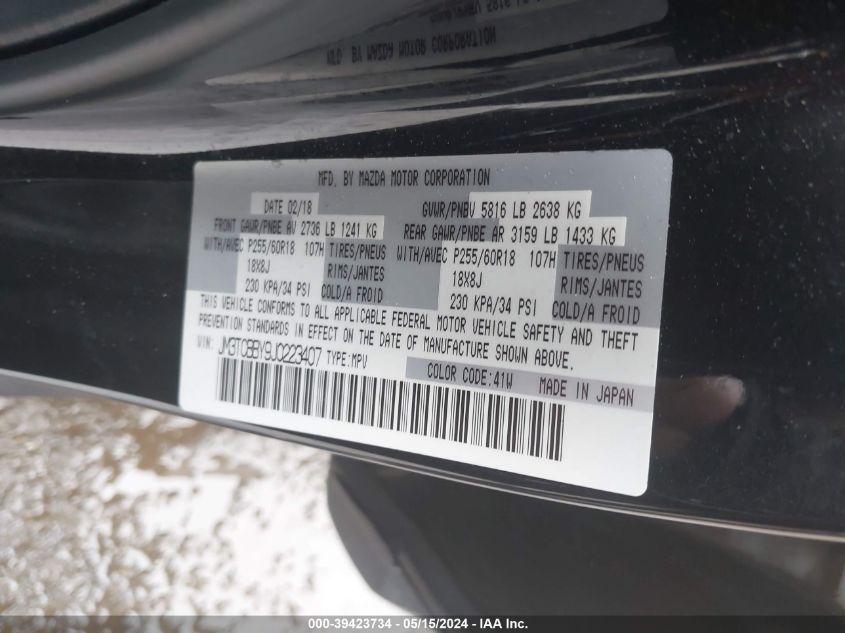 MFD. BY MAZDA MOTOR CORPORATION
DATE 02/18 GVWR/PNBV 5816 LB 2638 KG
FRONT GAWR/PNBE AV 2736 LB 1241 KG REAR GAWR/PNBE AR 3159 LB 1433 KG
WITH/AVEC P255/60R18 107H TIRES/PNEUS WITH/AVEC P255/60R18 107H TIRES/PNEUS
18X8J RIMS/JANTES 18X8J RIMS/JANTES
230 KPA/34 PSI COLD/A FROID 230 KPA/34 PSI COLD/A FROID
THIS VEHICLE CONFORMS TO ALL APPLICABLE FEDERAL MOTOR VEHICLE SAFETY AND THEFT
PREVENTION STANDARDS IN EFFECT ON THE DATE OF MANUFACTURE SHOWN ABOVE.
VIN: JM3TCBBY9J0223407 TYPE:MPV
COLOR CODE:41W MADE IN JAPAN
000-39423734 - 05/15/2024 - IAA Inc.